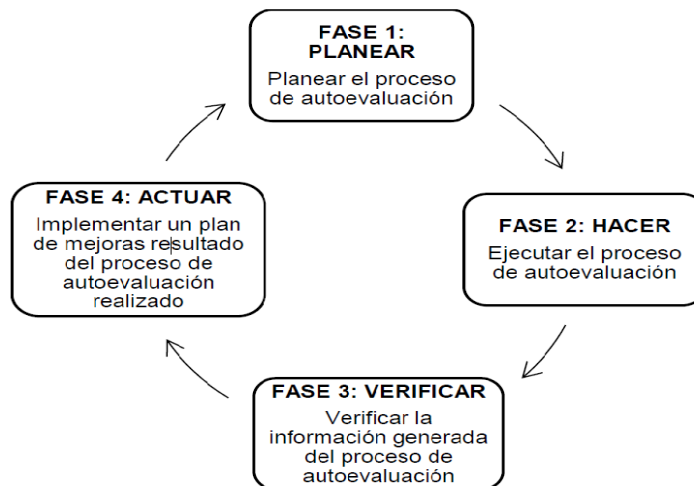 FASE 1:
PLANEAR
Planear el proceso
de autoevaluación
FASE 2: HACER
Ejecutar el proceso
de autoevaluación
FASE 3: VERIFICAR
Verificar la
información generada
del proceso de
autoevaluación
FASE 4: ACTUAR
Implementar un plan
de mejoras resultado
del proceso de
autoevaluación
realizado